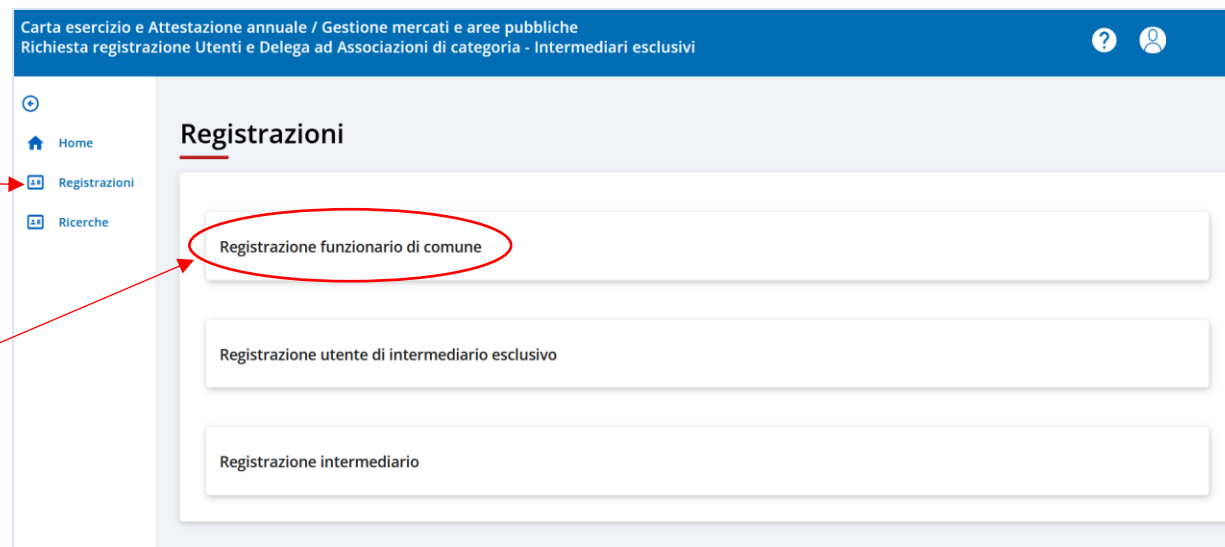 Carta esercizio e Attestazione annuale / Gestione mercati e aree pubbliche
Richiesta registrazione Utenti e Delega ad Associazioni di categoria - Intermediari esclusivi
?
Home
Registrazioni
Ricerche
Registrazioni
Registrazione funzionario di comune
Registrazione utente di intermediario esclusivo
Registrazione intermediario